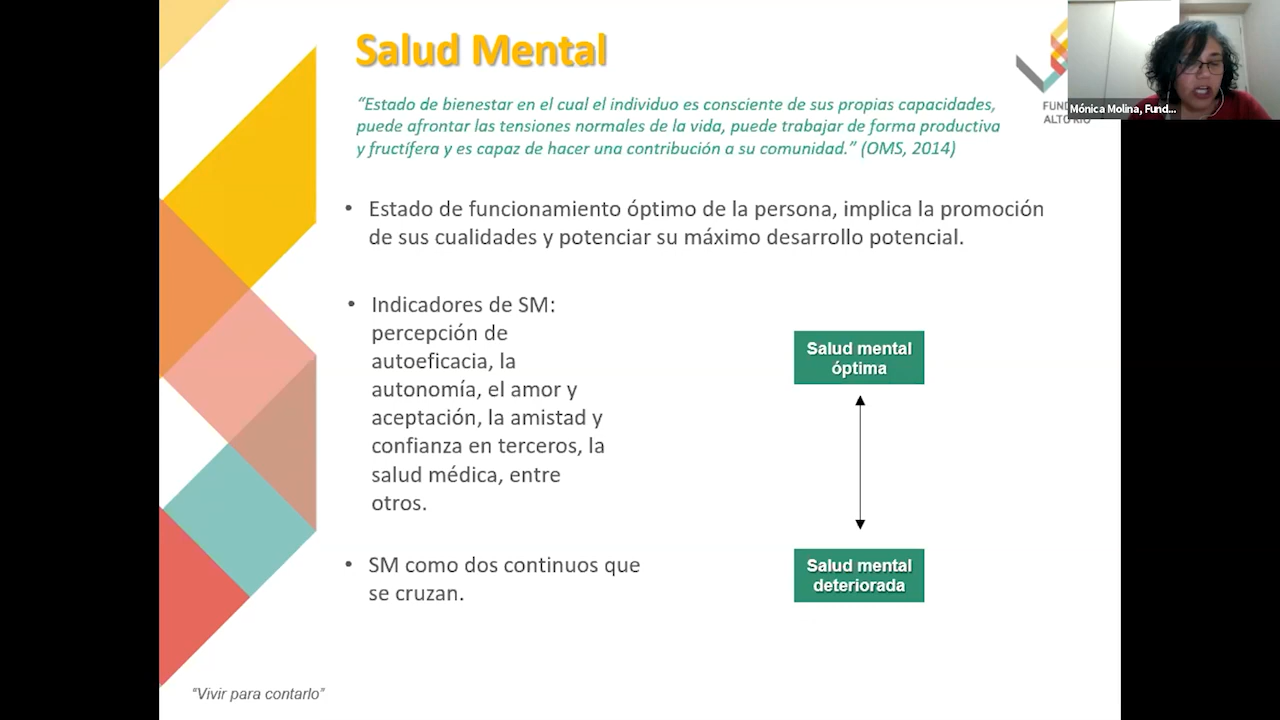 Salud Mental
“Estado de bienestar en el cual el individuo es consciente de sus propias capacidades,
puede afrontar las tensiones normales de la vida, puede trabajar de forma productiva
y fructífera y es capaz de hacer una contribución a su comunidad.” (OMS, 2014)
FUND
ALTO RÍO
Mónica Molina, Fund...
• Estado de funcionamiento óptimo de la persona, implica la promoción
de sus cualidades y potenciar su máximo desarrollo potencial.
• Indicadores de SM:
percepción de
autoeficacia, la
autonomía, el amor y
aceptación, la amistad y
confianza en terceros, la
salud médica, entre
otros.
Salud mental
óptima
• SM como dos continuos que
se cruzan.
Salud mental
deteriorada
“Vivir para contarlo”